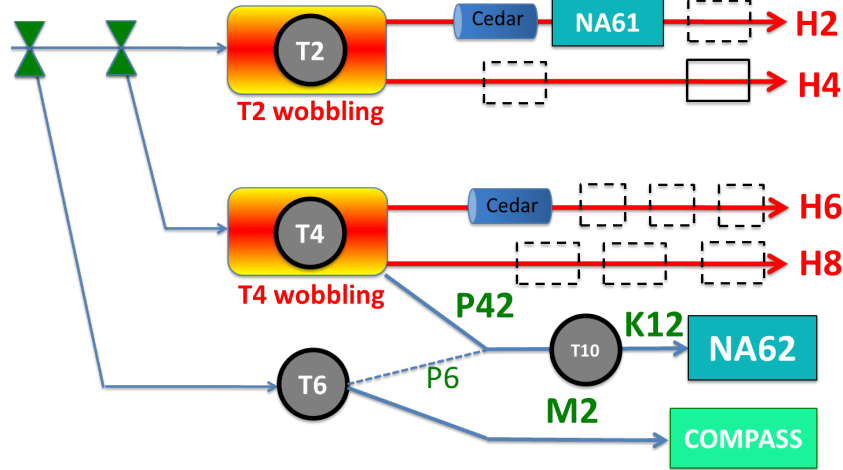 Cedar
NA61
H2
T2
H4
T2 wobbling
Cedar
H6
T4
H8
T4 wobbling
P42
K12
T10
NA62
T6
P6
M2
COMPASS